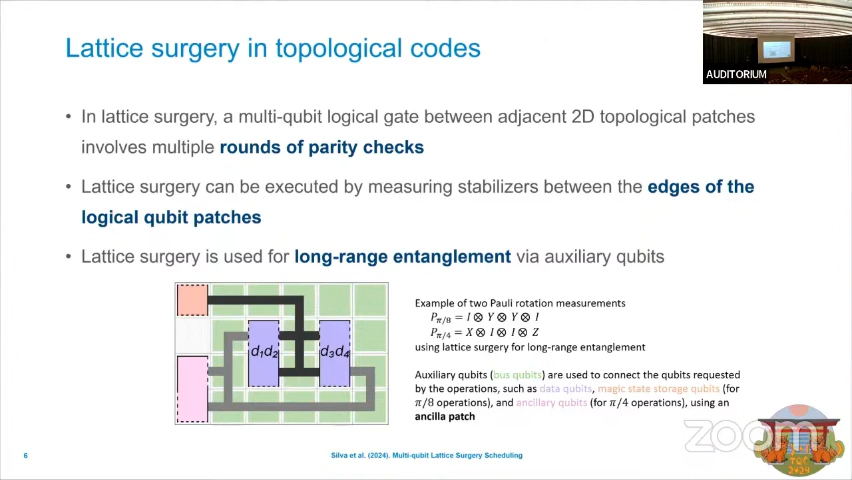 Lattice surgery in topological codes
AUDITORIUM
• In lattice surgery, a multi-qubit logical gate between adjacent 2D topological patches
involves multiple rounds of parity checks
• Lattice surgery can be executed by measuring stabilizers between the edges of the
logical qubit patches
• Lattice surgery is used for long-range entanglement via auxiliary qubits
d₁d₂
d₃d₄
Example of two Pauli rotation measurements
P_{π/8} = I ⊗ Y ⊗ Y ⊗ I
P_{π/4} = X ⊗ I ⊗ I ⊗ Z
using lattice surgery for long-range entanglement
Auxiliary qubits (bus qubits) are used to connect the qubits requested
by the operations, such as data qubits, magic state storage qubits (for
π/8 operations), and ancillary qubits (for π/4 operations), using an
ancilla patch
zoom
TQC
2024
6
Silva et al. (2024). Multi-qubit Lattice Surgery Scheduling